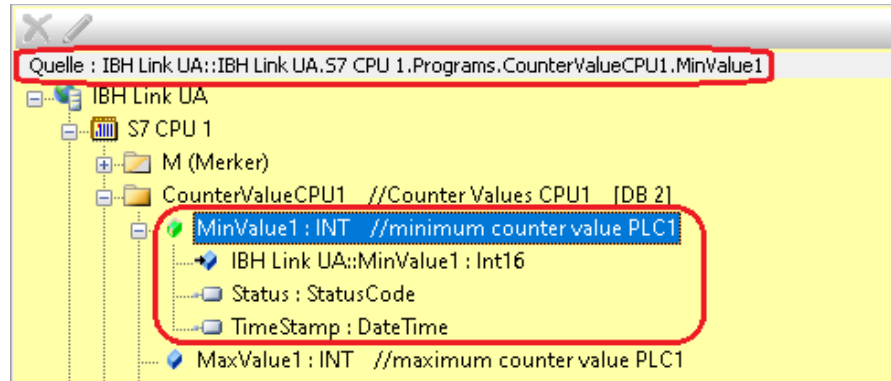 Quelle : IBH Link UA::IBH Link UA.S7 CPU 1.Programs.CounterValueCPU1.MinValue1
IBH Link UA
S7 CPU 1
M (Merker)
CounterValueCPU1 //Counter Values CPU1 [DB 2]
MinValue1 : INT //minimum counter value PLC1
IBH Link UA::MinValue1 : Int16
Status : StatusCode
TimeStamp : DateTime
MaxValue1 : INT //maximum counter value PLC1